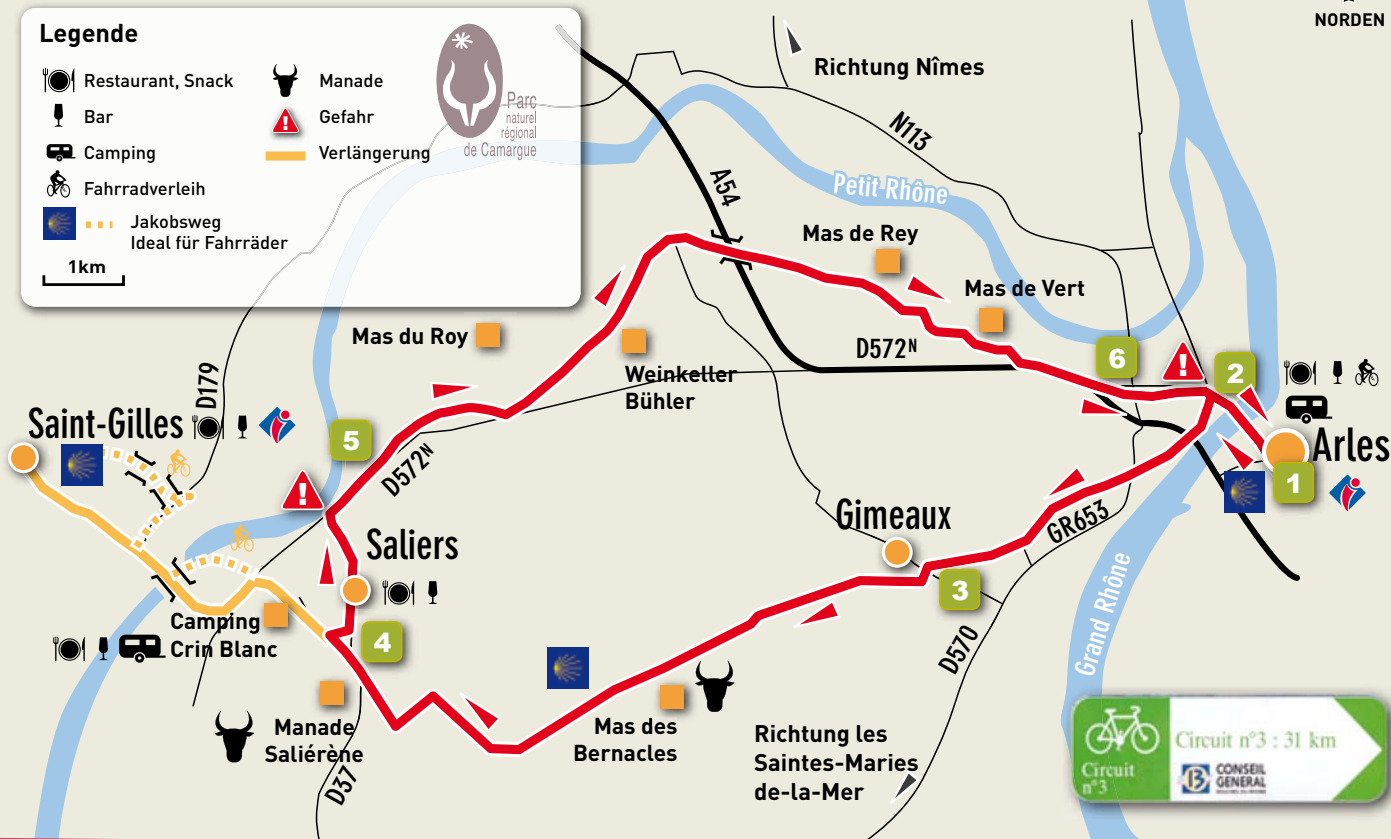 Legende
Restaurant, Snack
Bar
Camping
Fahrradverleih
Jakobsweg
Ideal für Fahrräder
1km
Manade
Gefahr
Verlängerung
Parc
naturel
régional
de Camargue
NORDEN
Richtung Nîmes
N113
A54
Petit Rhône
Mas de Rey
Mas de Vert
Mas du Roy
D572N
Weinkeller
Bühler
6
2
D179
Saint-Gilles
5
D572N
Arles
1
Saliers
Gimeaux
GR653
3
Grand Rhône
Camping
Crin Blanc
4
D570
Manade
Saliérène
D37
Mas des
Bernacles
Richtung les
Saintes-Maries
de-la-Mer
Circuit n°3 : 31 km
Circuit
n°3
CONSEIL
GENERAL